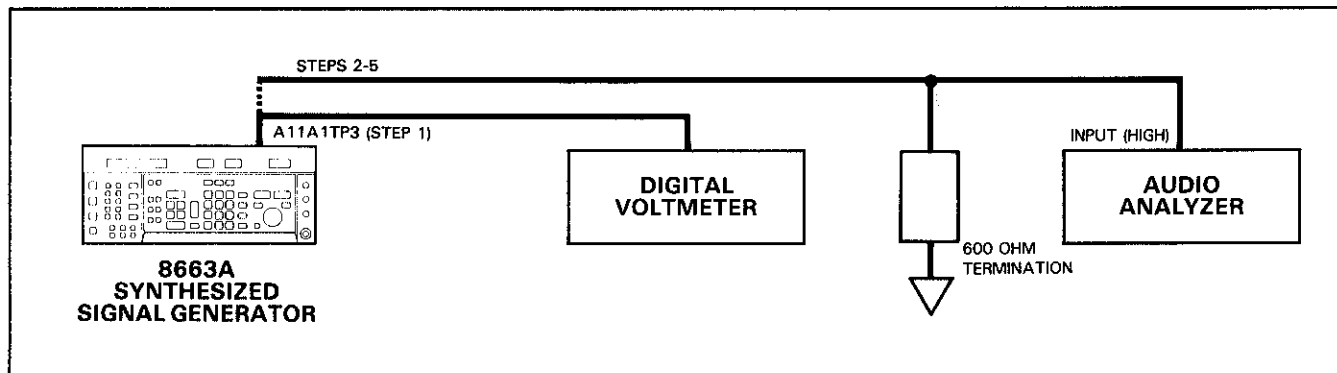 STEPS 2-5
A11A1TP3 (STEP 1)
INPUT (HIGH)
DIGITAL
VOLTMETER
AUDIO
ANALYZER
600 OHM
TERMINATION
8663A
SYNTHESIZED
SIGNAL GENERATOR